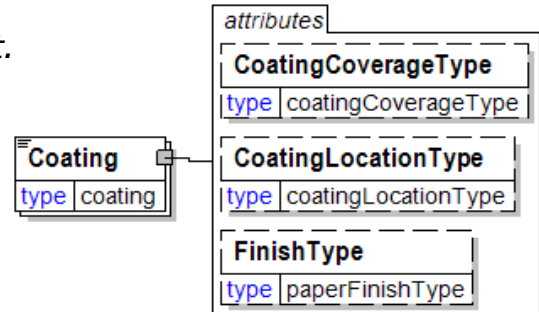 t.
attributes
CoatingCoverageType
type coatingCoverageType
Coating
type coating
CoatingLocationType
type coatingLocationType
FinishType
type paperFinishType